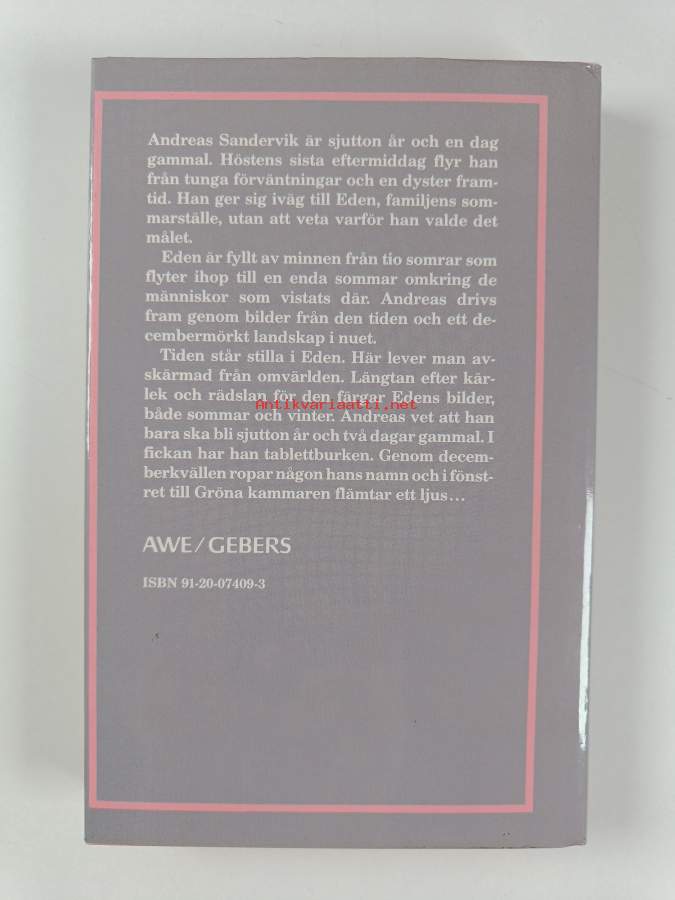 Andreas Sandervik är sjutton år och en dag
gammal. Höstens sista eftermiddag flyr han
från tunga förväntningar och en dyster fram-
tid. Han ger sig iväg till Eden, familjens som-
marställe, utan att veta varför han valde det
målet.
Eden är fyllt av minnen från tio somrar som
flyter ihop till en enda sommar omkring de
människor som vistats där. Andreas drivs
fram genom bilder från den tiden och ett de-
cembermörkt landskap i nuet.
Tiden står stilla i Eden. Här lever man av-
skärmad från omvärlden. Längtan efter kär-
lek och rädslan för den färgar Edens bilder,
Antikvariaatti.net
både sommar och vinter. Andreas vet att han
bara ska bli sjutton år och två dagar gammal. I
fickan har han tablettburken. Genom decem-
berkvällen ropar någon hans namn och i fönst-
ret till Gröna kammaren flämtar ett ljus...
AWE/GEBERS
ISBN 91-20-07409-3